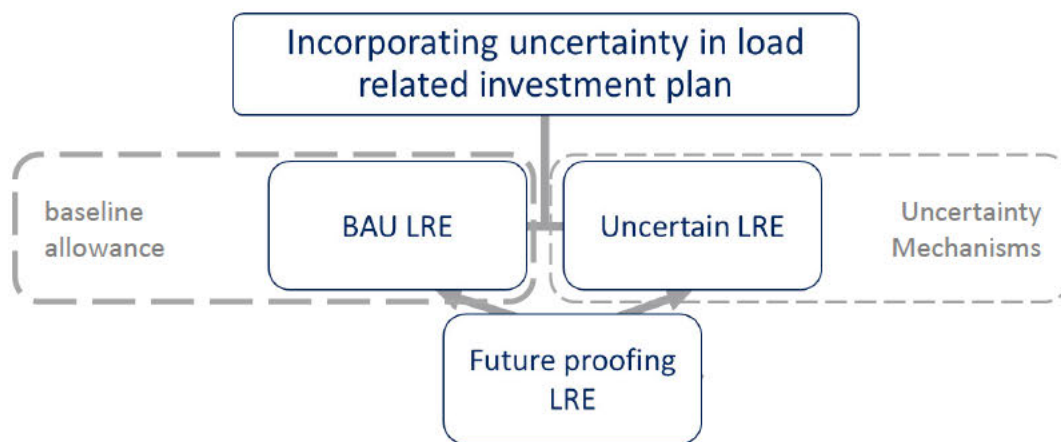 Incorporating uncertainty in load
related investment plan
baseline
allowance
BAU LRE
Uncertain LRE
Uncertainty
Mechanisms
Future proofing
LRE